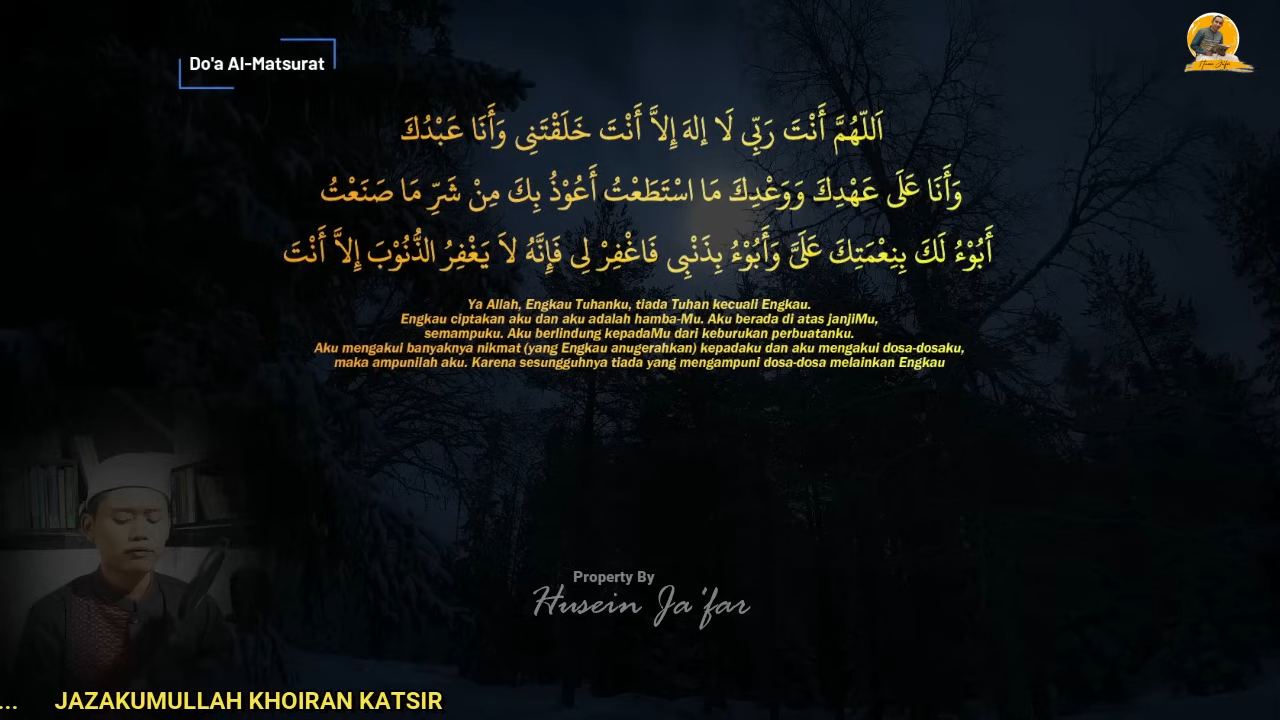 Do'a Al-Matsurat
اَللّٰهُمَّ أَنْتَ رَبِّي لَا إِلهَ إِلاَّ أَنْتَ خَلَقْتَنِى وَأَنَا عَبْدُكَ
وَأَنَا عَلَى عَهْدِكَ وَوَعْدِكَ مَا اسْتَطَعْتُ أَعُوْذُ بِكَ مِنْ شَرِّ مَا صَنَعْتُ
أَبُوْءُ لَكَ بِنِعْمَتِكَ عَلَيَّ وَأَبُوْءُ بِذَنْبِى فَاغْفِرْ لِى فَإِنَّهُ لاَ يَغْفِرُ الذُّنُوْبَ إِلاَّ أَنْتَ
Ya Allah, Engkau Tuhanku, tiada Tuhan kecuali Engkau.
Engkau ciptakan aku dan aku adalah hamba-Mu. Aku berada di atas janjiMu,
semampuku. Aku berlindung kepadaMu dari keburukan perbuatanku.
Aku mengakui banyaknya nikmat (yang Engkau anugerahkan) kepadaku dan aku mengakui dosa-dosaku,
maka ampunilah aku. Karena sesungguhnya tiada yang mengampuni dosa-dosa melainkan Engkau
Property By
Husein Ja'far
... JAZAKUMULLAH KHOIRAN KATSIR